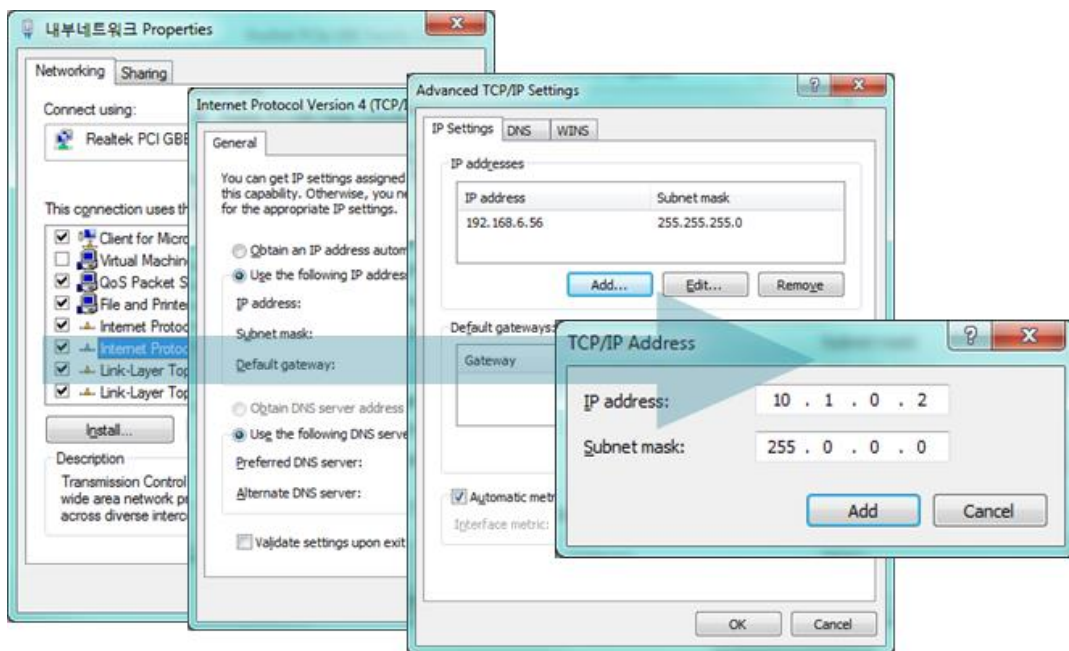 내부네트워크 Properties
Networking
Sharing
Connect using:
Realtek PCI GBE
This connection uses th
Client for Micro
Virtual Machin
QoS Packet S
File and Printe
Internet Protoc
Internet Protoc
Link-Layer Top
Link-Layer Top
Install...
Description
Transmission Control
wide area network pr
across diverse interc
Internet Protocol Version 4 (TCP/I
General
You can get IP settings assigned
this capability. Otherwise, you ne
for the appropriate IP settings.
Obtain an IP address autom
Use the following IP address
IP address:
Subnet mask:
Default gateway:
Obtain DNS server address
Use the following DNS serve
Preferred DNS server:
Alternate DNS server:
Validate settings upon exit
Advanced TCP/IP Settings
IP Settings
DNS
WINS
IP addresses
IP address Subnet mask
192.168.6.56 255.255.255.0
Add... Edit... Remove
Default gateways:
Gateway
Automatic metr
Interface metric:
OK Cancel
TCP/IP Address
IP address: 10 . 1 . 0 . 2
Subnet mask: 255 . 0 . 0 . 0
Add Cancel